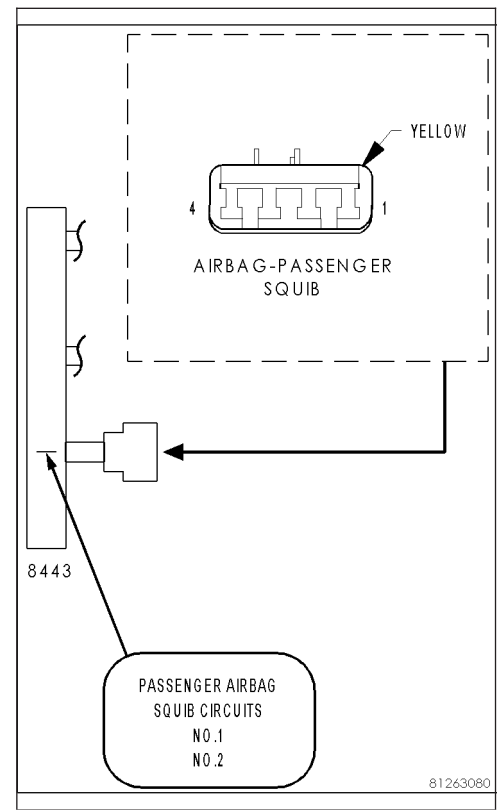 YELLOW
4
1
AIRBAG-PASSENGER
SQUIB
8443
PASSENGER AIRBAG
SQUIB CIRCUITS
NO.1
NO.2
81263080